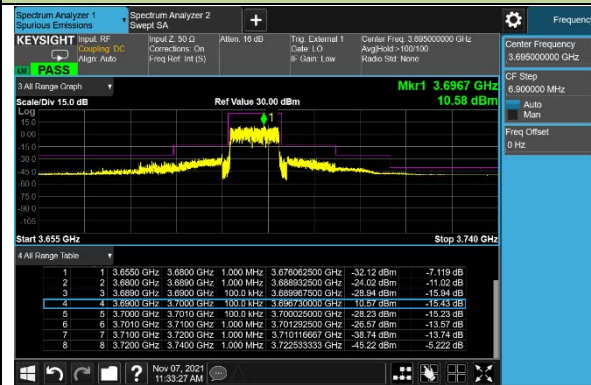 Spectrum Analyzer 1
Spurious Emissions
Spectrum Analyzer 2
Swept SA
+
Frequency
KEYSIGHT
Input: RF
Coupling: DC
Align: Auto
Input Z: 50 Ω
Corrections: On
Freq Ref: Int (S)
Atten: 16 dB
Trig: External 1
Gate: LO
IF Gain: Low
Center Freq: 3.695000000 GHz
Avg|Hold:>100/100
Radio Std: None
LNI PASS
Center Frequency
3.695000000 GHz
CF Step
6.900000 MHz
Auto
Man
Freq Offset
0 Hz
3 All Range Graph
Mkr1 3.6967 GHz
10.58 dBm
Scale/Div 15.0 dB
Ref Value 30.00 dBm
Log
15.0
0.00
-15.0
-30.0
-45.0
-60.0
-75.0
-90.0
-105
1
Start 3.655 GHz
Stop 3.740 GHz
4 All Range Table
1 1 3.6550 GHz 3.6800 GHz 1.000 MHz 3.676062500 GHz -32.12 dBm -7.119 dB
2 2 3.6800 GHz 3.6890 GHz 1.000 MHz 3.688932500 GHz -24.02 dBm -11.02 dB
3 3 3.6890 GHz 3.6900 GHz 100.0 kHz 3.689967500 GHz -28.94 dBm -15.94 dB
4 4 3.6900 GHz 3.7000 GHz 100.0 kHz 3.696730000 GHz 10.57 dBm -15.43 dB
5 5 3.7000 GHz 3.7010 GHz 100.0 kHz 3.700025000 GHz -28.23 dBm -15.23 dB
6 6 3.7010 GHz 3.7100 GHz 1.000 MHz 3.701292500 GHz -26.57 dBm -13.57 dB
7 7 3.7100 GHz 3.7200 GHz 1.000 MHz 3.710116667 GHz -38.74 dBm -13.74 dB
8 8 3.7200 GHz 3.7400 GHz 1.000 MHz 3.722533333 GHz -45.22 dBm -5.222 dB
?
Nov 07, 2021
11:33:27 AM